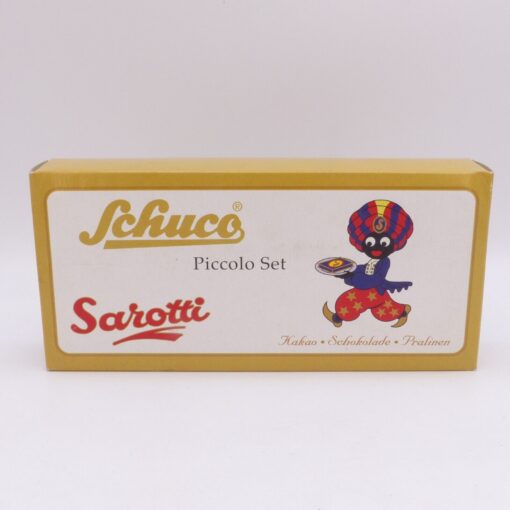 Schuco®
Piccolo Set
Sarotti
S
Kakao • Schokolade • Pralinen